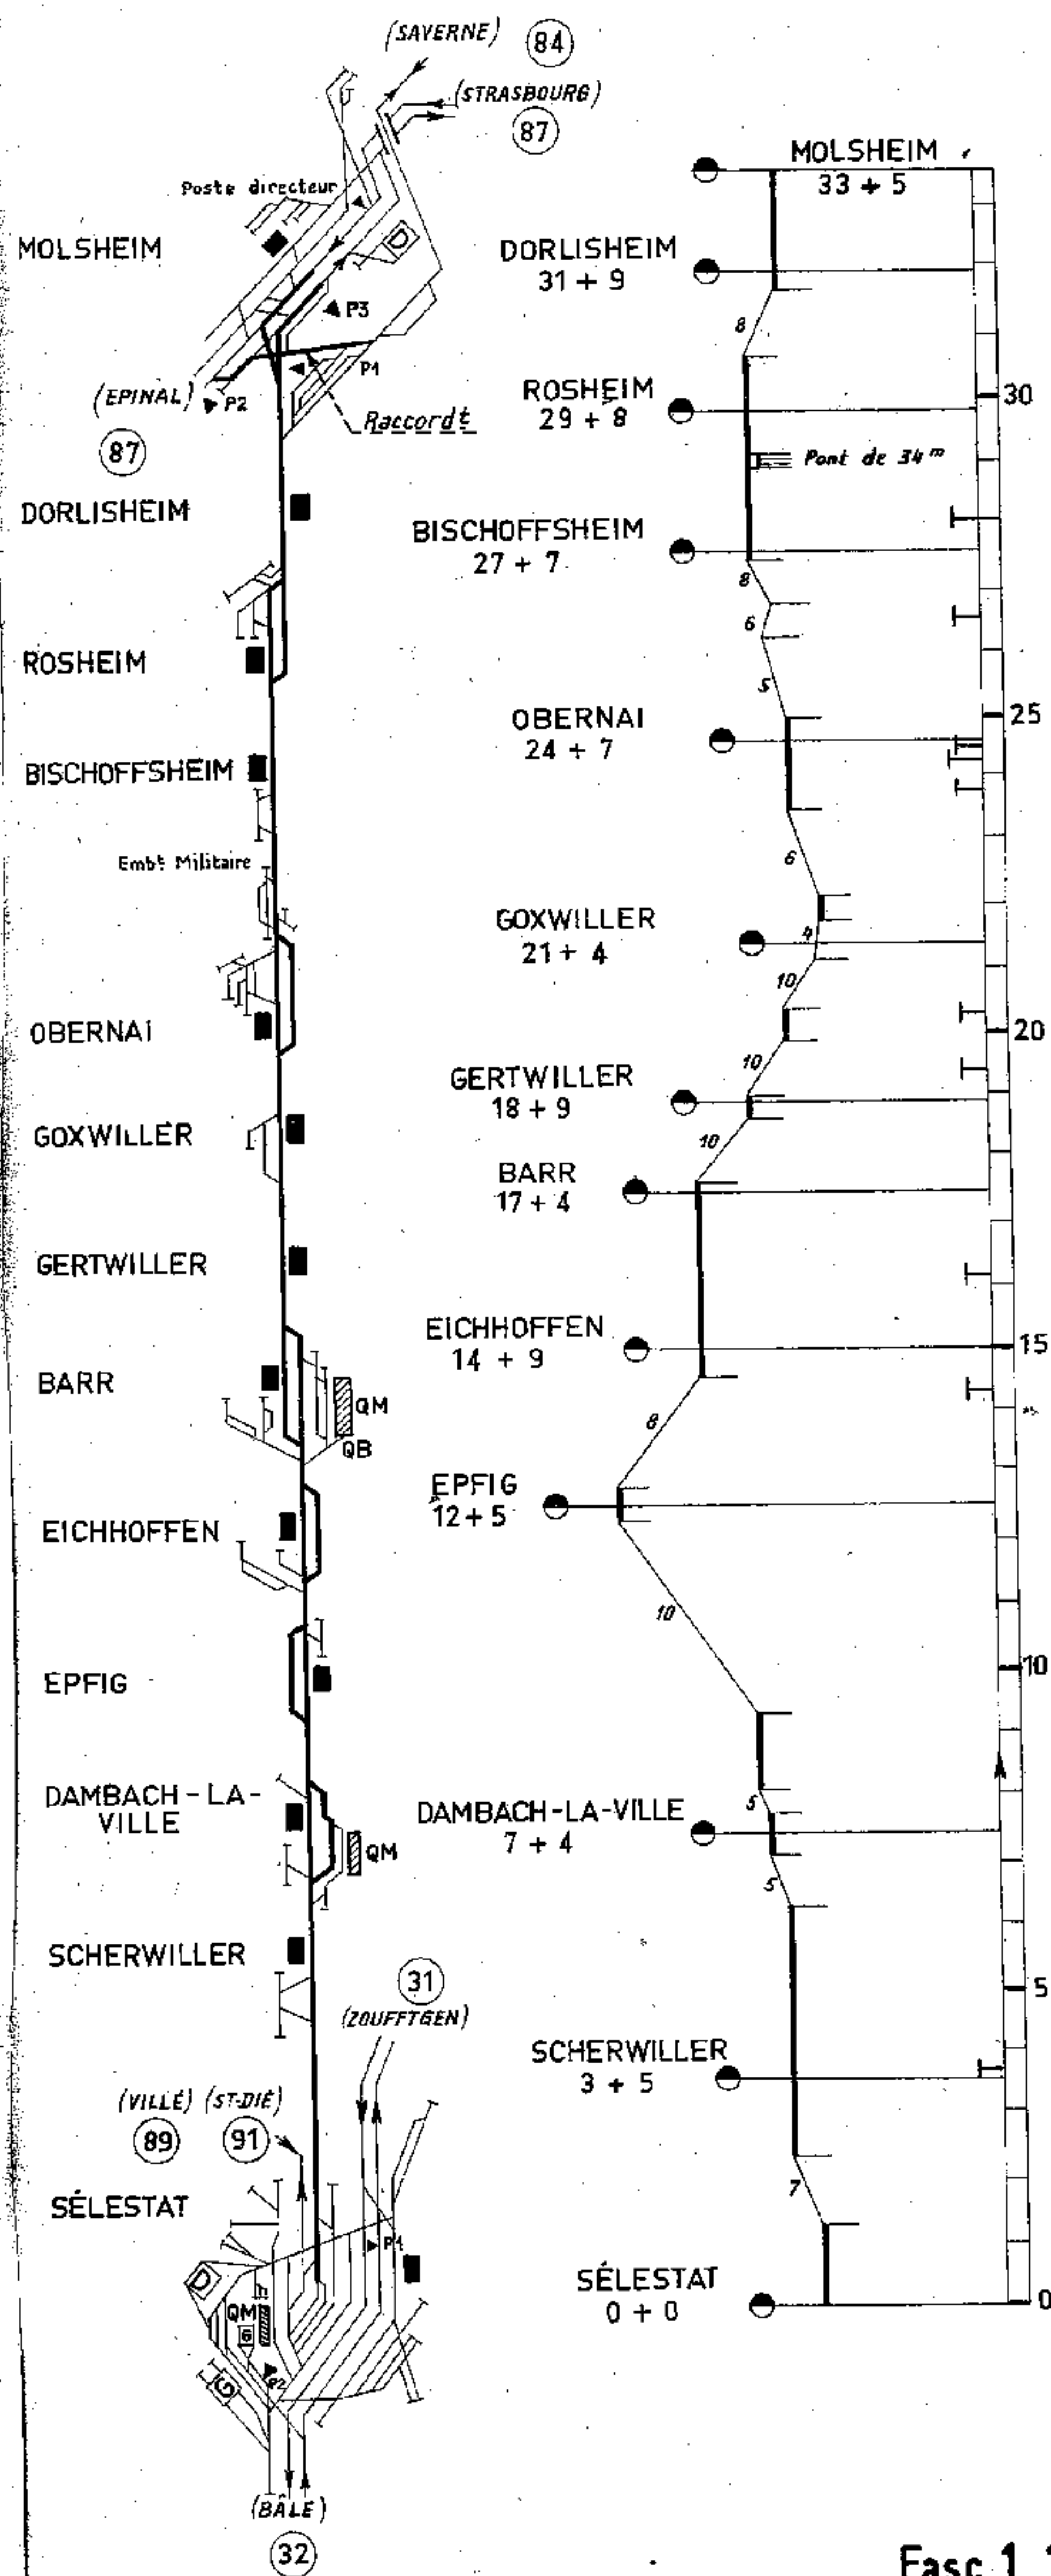 (SAVERNE) 84
(STRASBOURG)
87
Poste directeur
MOLSHEIM
D
P3
P1
(EPINAL)
P2
Raccordt
87
DORLISHEIM
ROSHEIM
BISCHOFFSHEIM
Embt Militaire
OBERNAI
GOXWILLER
GERTWILLER
BARR
QM
QB
EICHHOFFEN
EPFIG
DAMBACH-LA-
VILLE
QM
SCHERWILLER
31
(ZOUFFTGEN)
(VILLÉ) (ST-DIÉ)
89 91
SÉLESTAT
P1
D
QM
G
P2
G
(BÂLE)
32
MOLSHEIM
33 + 5
DORLISHEIM
31 + 9
8
ROSHEIM
29 + 8
30
Pont de 34 m
BISCHOFFSHEIM
27 + 7
8
6
5
25
OBERNAI
24 + 7
6
GOXWILLER
21 + 4
4
10
20
10
GERTWILLER
18 + 9
10
BARR
17 + 4
EICHHOFFEN
14 + 9
15
8
EPFIG
12 + 5
10
10
5
DAMBACH-LA-VILLE
7 + 4
5
5
SCHERWILLER
3 + 5
7
SÉLESTAT
0 + 0
0
Fasc 1